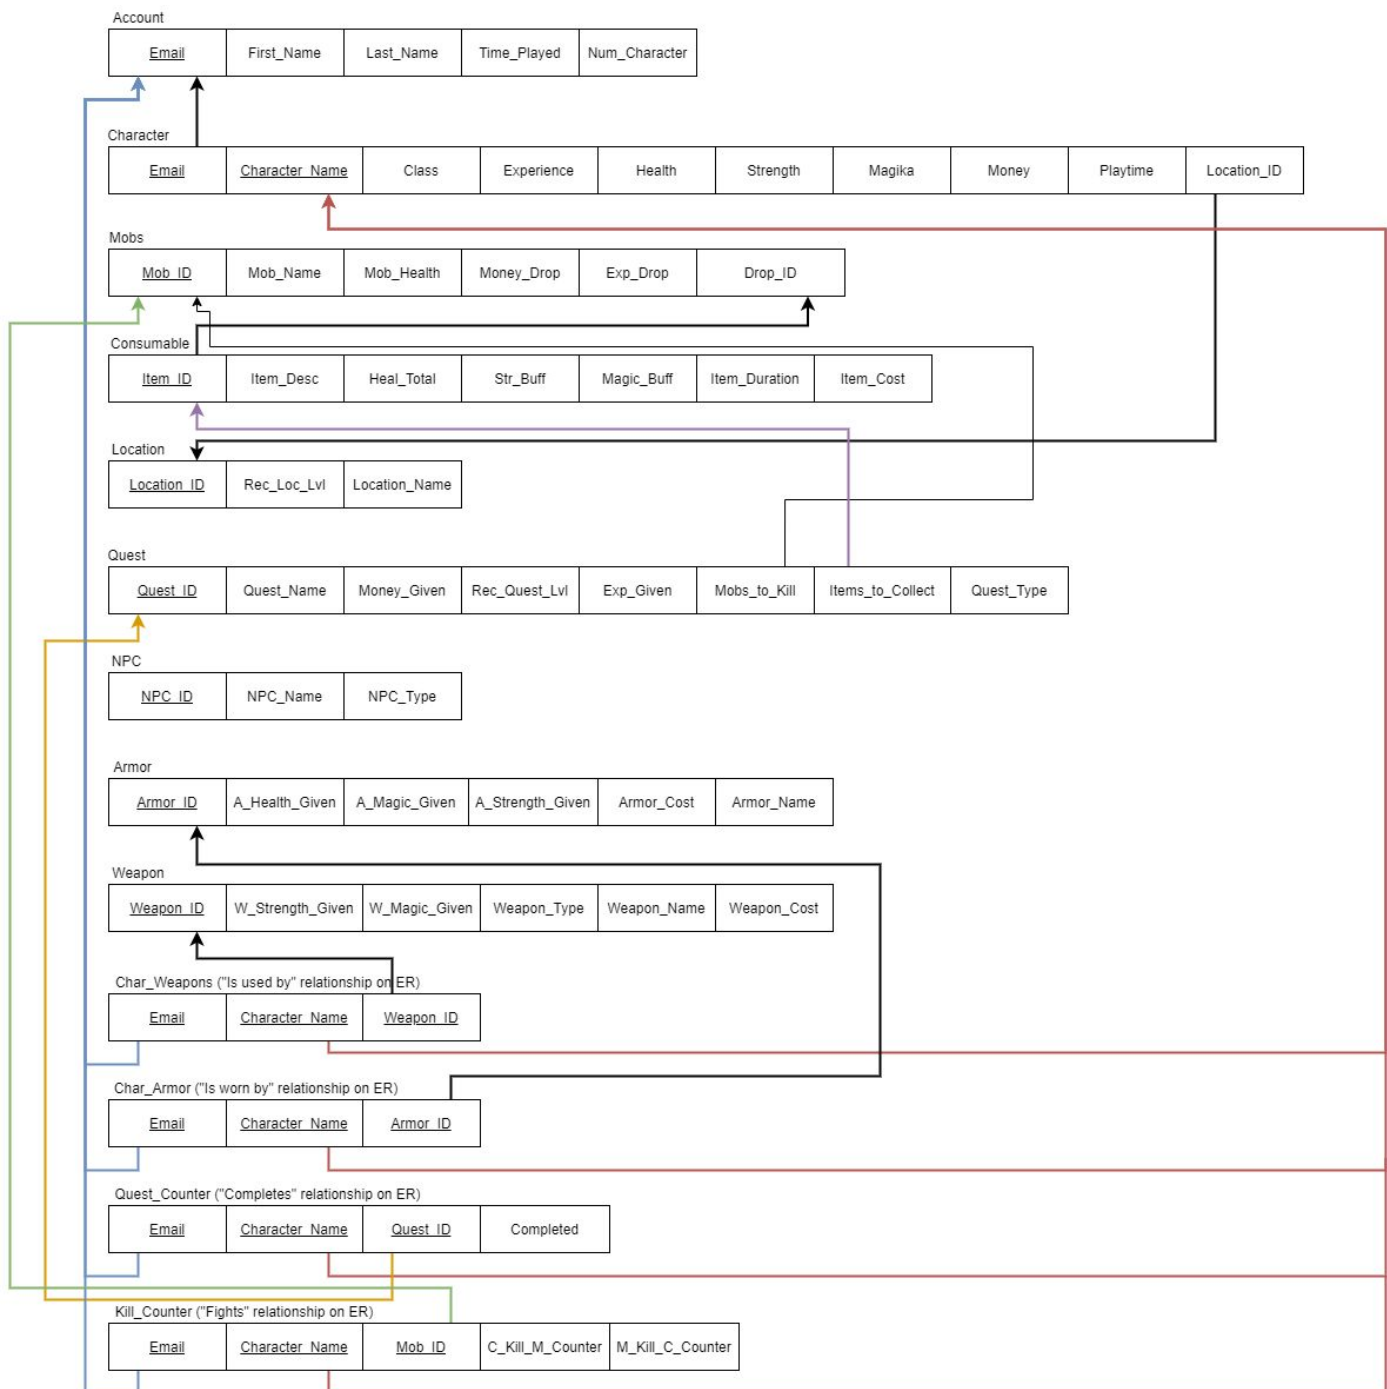 Account
Email First_Name Last_Name Time_Played Num_Character
Character
Email Character_Name Class Experience Health Strength Magika Money Playtime Location_ID
Mobs
Mob_ID Mob_Name Mob_Health Money_Drop Exp_Drop Drop_ID
Consumable
Item_ID Item_Desc Heal_Total Str_Buff Magic_Buff Item_Duration Item_Cost
Location
Location_ID Rec_Loc_Lvl Location_Name
Quest
Quest_ID Quest_Name Money_Given Rec_Quest_Lvl Exp_Given Mobs_to_Kill Items_to_Collect Quest_Type
NPC
NPC_ID NPC_Name NPC_Type
Armor
Armor_ID A_Health_Given A_Magic_Given A_Strength_Given Armor_Cost Armor_Name
Weapon
Weapon_ID W_Strength_Given W_Magic_Given Weapon_Type Weapon_Name Weapon_Cost
Char_Weapons ("Is used by" relationship on ER)
Email Character_Name Weapon_ID
Char_Armor ("Is worn by" relationship on ER)
Email Character_Name Armor_ID
Quest_Counter ("Completes" relationship on ER)
Email Character_Name Quest_ID Completed
Kill_Counter ("Fights" relationship on ER)
Email Character_Name Mob_ID C_Kill_M_Counter M_Kill_C_Counter